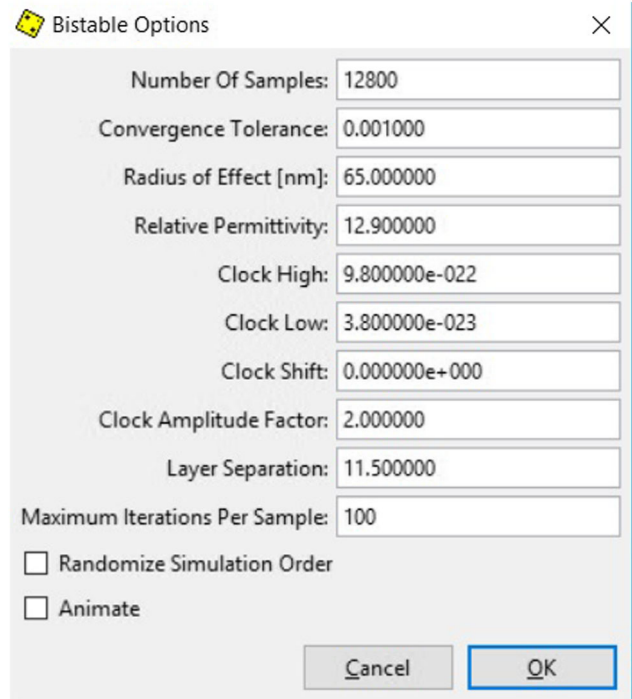 Bistable Options
Number Of Samples: 12800
Convergence Tolerance: 0.001000
Radius of Effect [nm]: 65.000000
Relative Permittivity: 12.900000
Clock High: 9.800000e-022
Clock Low: 3.800000e-023
Clock Shift: 0.000000e+000
Clock Amplitude Factor: 2.000000
Layer Separation: 11.500000
Maximum Iterations Per Sample: 100
Randomize Simulation Order
Animate
Cancel OK